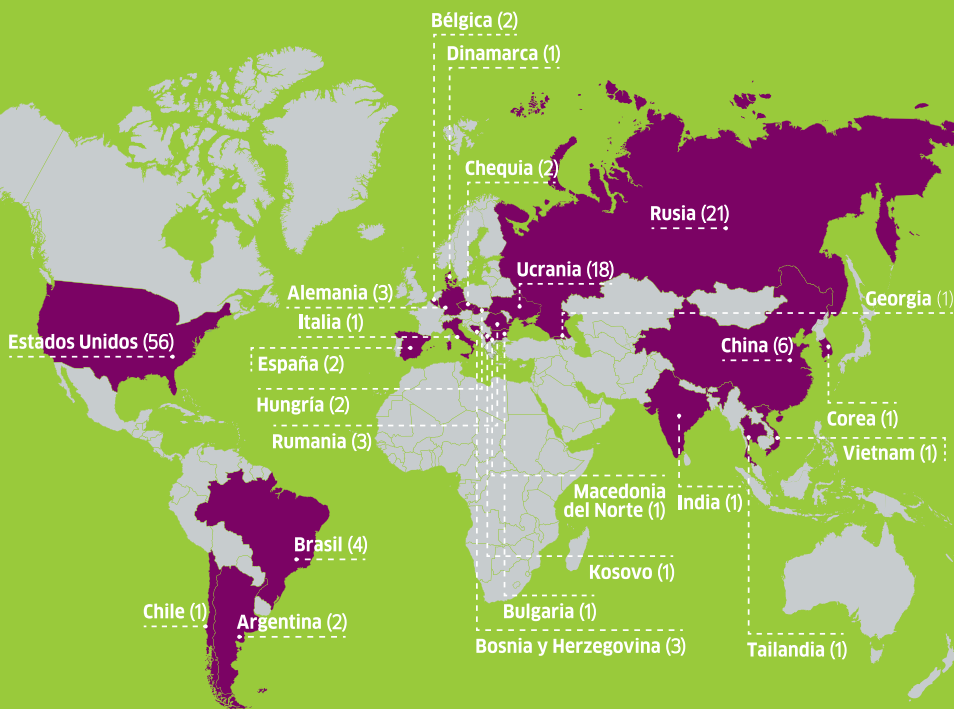 Bélgica (2)
Dinamarca (1)
Chequia (2)
Rusia (21)
Ucrania (18)
Alemania (3)
Georgia (1)
Italia (1)
Estados Unidos (56)
China (6)
España (2)
Hungría (2)
Corea (1)
Rumania (3)
Vietnam (1)
Macedonia
del Norte (1)
India (1)
Brasil (4)
Kosovo (1)
Chile (1)
Bulgaria (1)
Argentina (2)
Bosnia y Herzegovina (3)
Tailandia (1)